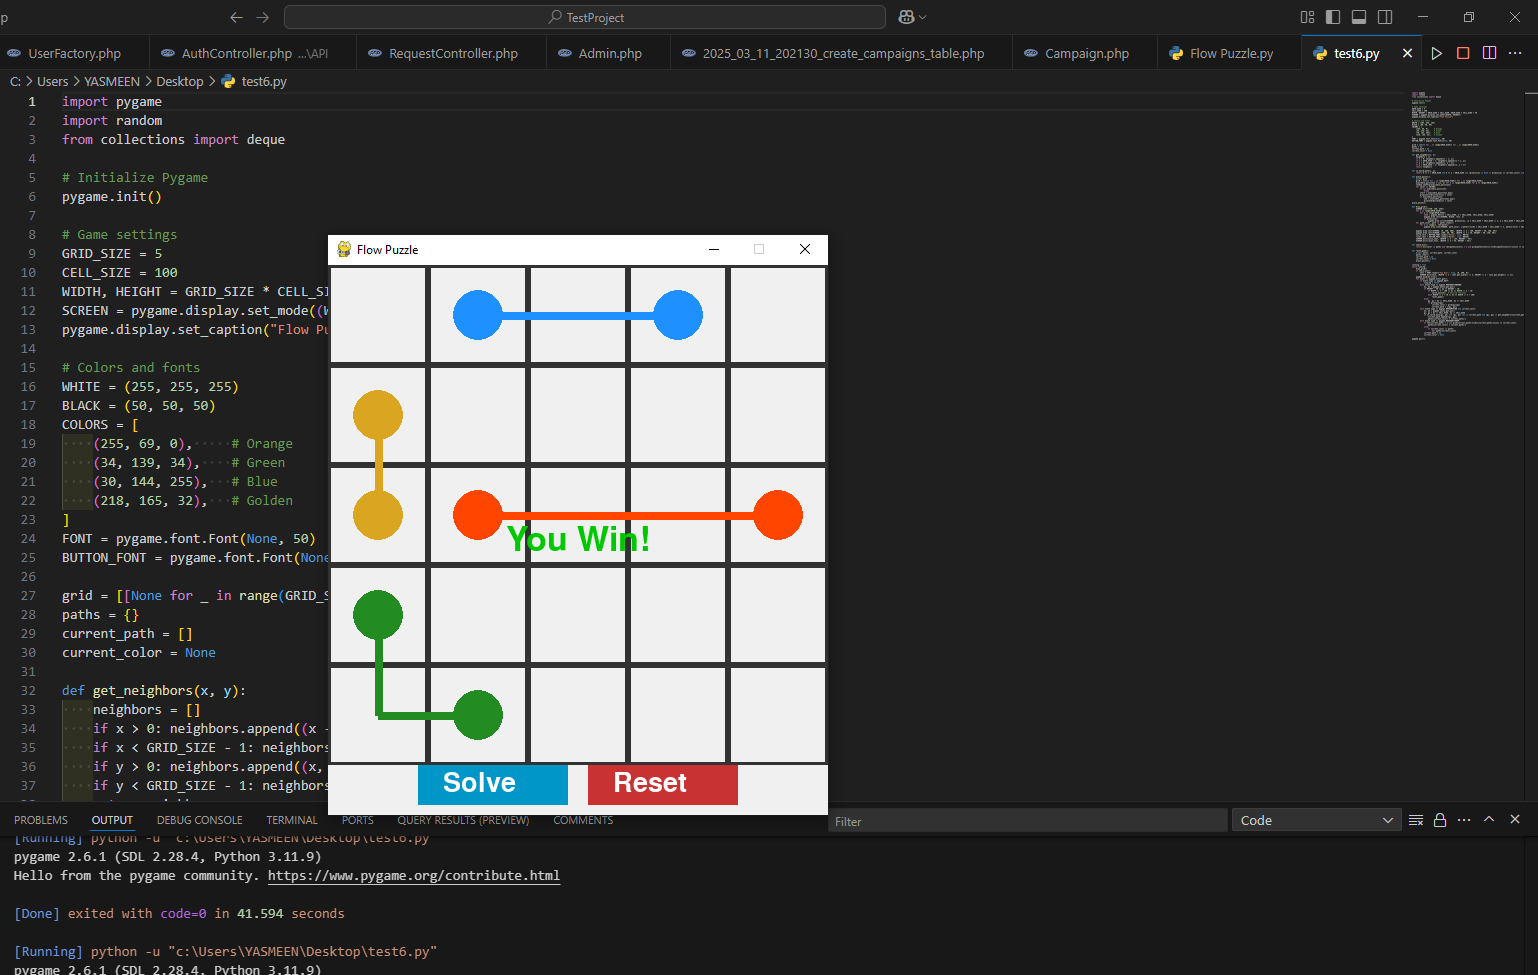 p
TestProject
UserFactory.php
AuthController.php ...\API
RequestController.php
Admin.php
2025_03_11_202130_create_campaigns_table.php
Campaign.php
Flow Puzzle.py
test6.py
C: > Users > YASMEEN > Desktop > test6.py
1 import pygame
2 import random
3 from collections import deque
4
5 # Initialize Pygame
6 pygame.init()
7
8 # Game settings
9 GRID_SIZE = 5
10 CELL_SIZE = 100
11 WIDTH, HEIGHT = GRID_SIZE * CELL_SI
12 SCREEN = pygame.display.set_mode((W
13 pygame.display.set_caption("Flow Pu
14
15 # Colors and fonts
16 WHITE = (255, 255, 255)
17 BLACK = (50, 50, 50)
18 COLORS = [
19 (255, 69, 0), # Orange
20 (34, 139, 34), # Green
21 (30, 144, 255), # Blue
22 (218, 165, 32), # Golden
23 ]
24 FONT = pygame.font.Font(None, 50)
25 BUTTON_FONT = pygame.font.Font(None
26
27 grid = [[None for _ in range(GRID_S
28 paths = {}
29 current_path = []
30 current_color = None
31
32 def get_neighbors(x, y):
33 neighbors = []
34 if x > 0: neighbors.append((x -
35 if x < GRID_SIZE - 1: neighbors
36 if y > 0: neighbors.append((x,
37 if y < GRID_SIZE - 1: neighbors
Flow Puzzle
You Win!
Solve
Reset
PROBLEMS
OUTPUT
DEBUG CONSOLE
TERMINAL
PORTS
QUERY RESULTS (PREVIEW)
COMMENTS
Filter
Code
[Running] python -u "c:\Users\YASMEEN\Desktop\test6.py"
pygame 2.6.1 (SDL 2.28.4, Python 3.11.9)
Hello from the pygame community. https://www.pygame.org/contribute.html
[Done] exited with code=0 in 41.594 seconds
[Running] python -u "c:\Users\YASMEEN\Desktop\test6.py"
pygame 2.6.1 (SDL 2.28.4, Python 3.11.9)